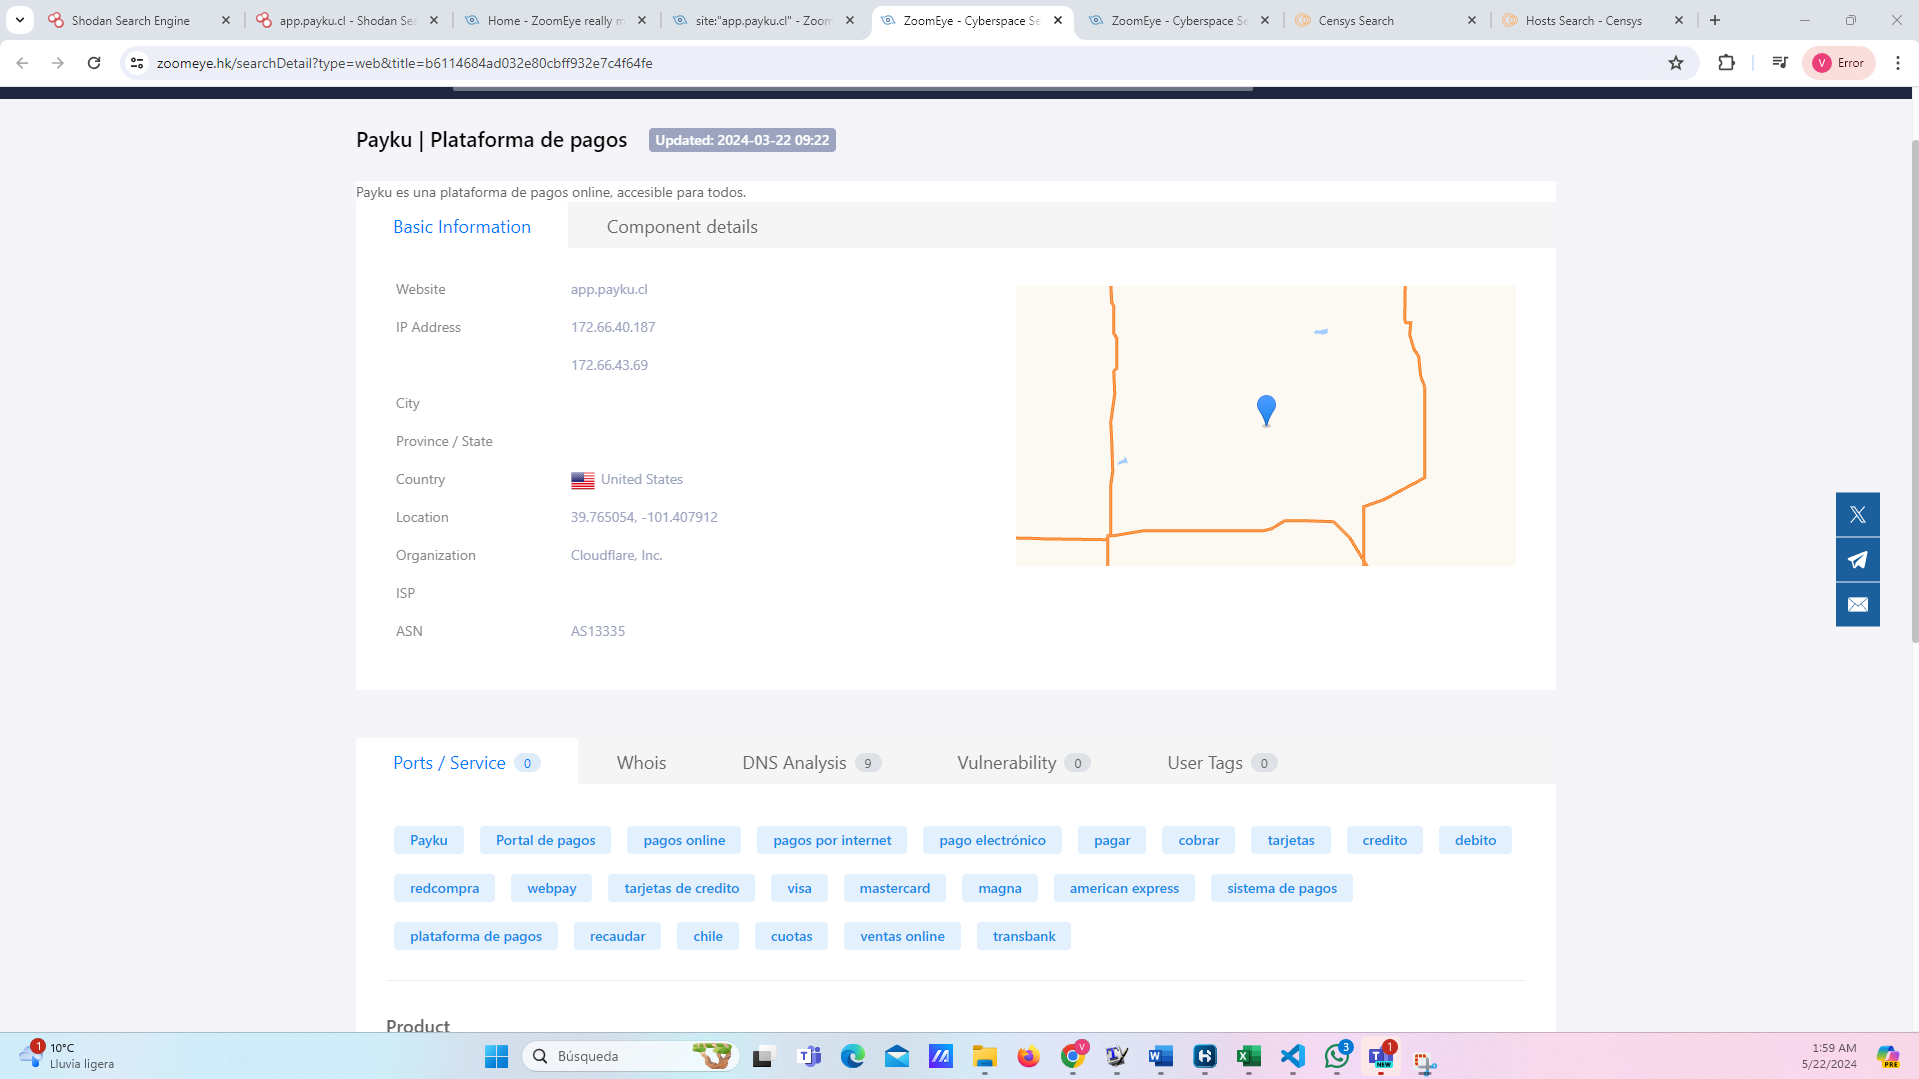 Shodan Search Engine
app.payku.cl - Shodan Sea
Home - ZoomEye really m
site:"app.payku.cl" - Zoom
ZoomEye - Cyberspace Se
ZoomEye - Cyberspace Se
Censys Search
Hosts Search - Censys
zoomeye.hk/searchDetail?type=web&title=b6114684ad032e80cbff932e7c4f64fe
V Error
Payku | Plataforma de pagos Updated: 2024-03-22 09:22
Payku es una plataforma de pagos online, accesible para todos.
Basic Information Component details
Website app.payku.cl
IP Address 172.66.40.187
172.66.43.69
City
Province / State
Country United States
Location 39.765054, -101.407912
Organization Cloudflare, Inc.
ISP
ASN AS13335
Ports / Service 0 Whois DNS Analysis 9 Vulnerability 0 User Tags 0
Payku Portal de pagos pagos online pagos por internet pago electrónico pagar cobrar tarjetas credito debito
redcompra webpay tarjetas de credito visa mastercard magna american express sistema de pagos
plataforma de pagos recaudar chile cuotas ventas online transbank
Product
1 10°C
Lluvia ligera
Búsqueda
V
3
1
NEW
PRE
1:59 AM
5/22/2024